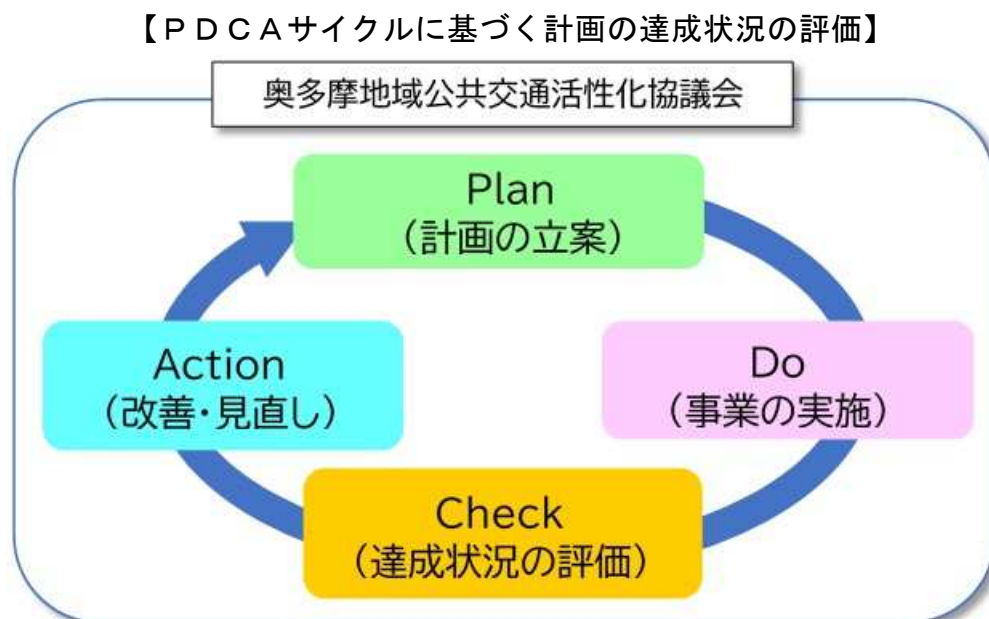 【ＰＤＣＡサイクルに基づく計画の達成状況の評価】
奥多摩地域公共交通活性化協議会
Plan
（計画の立案）
Action
（改善・見直し）
Do
（事業の実施）
Check
（達成状況の評価）